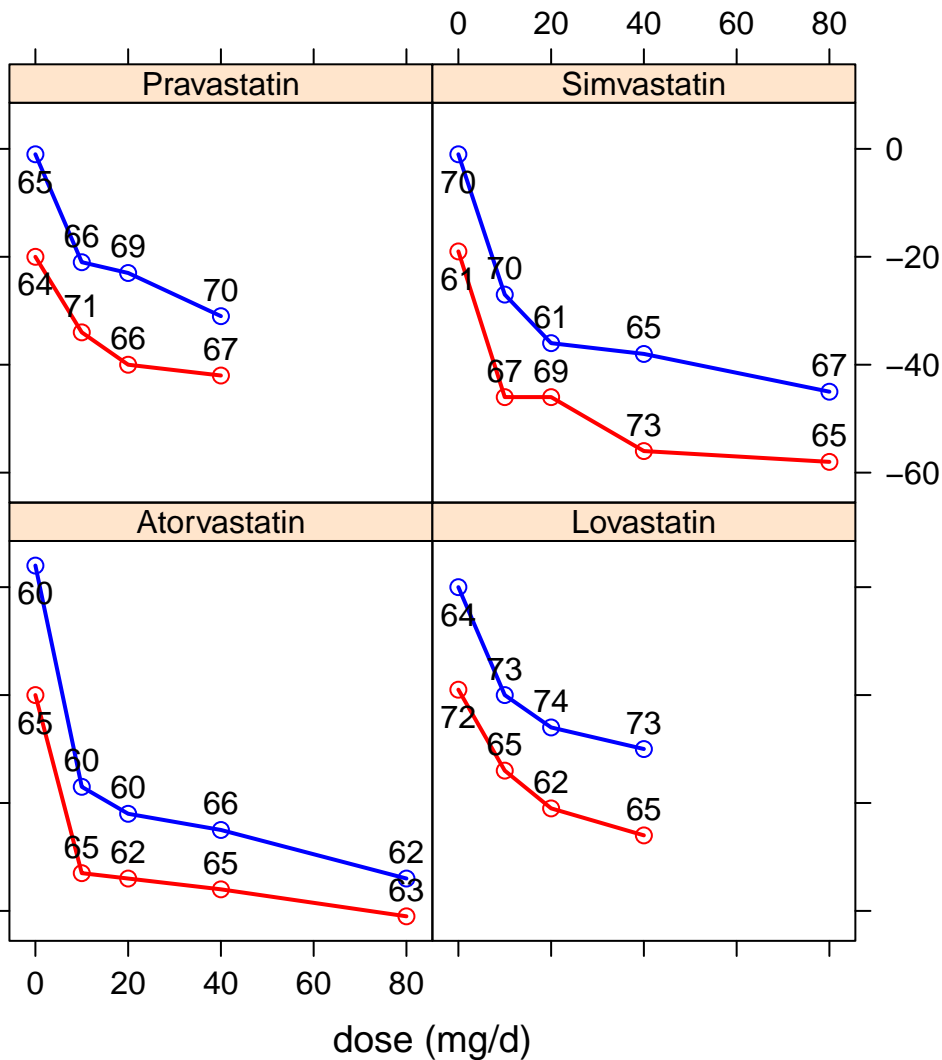 0 20 40 80
Pravastatin Simvastatin
65 66 69 70
64 71 66 67
70 70 61 65 67
61 67 69 73 65
0
−20
−40
−60
Atorvastatin Lovastatin
60 60 60 66 62
65 65 62 65 63
64 73 74 73
72 65 62 65
0 20 40 60 80
dose (mg/d)